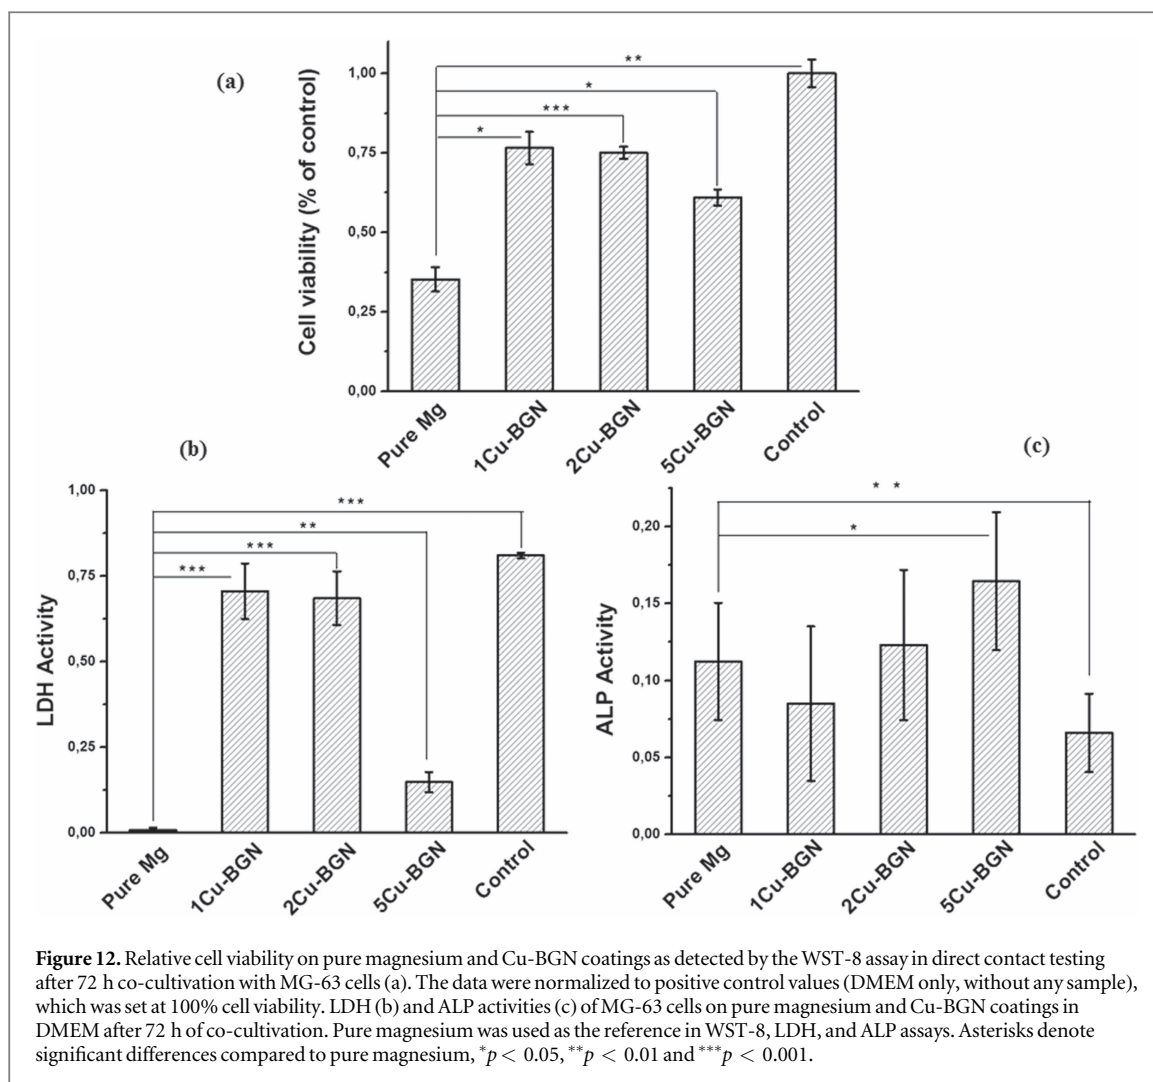 (a)
Cell viability (% of control)
1,00
0,75
0,50
0,25
0,00
**
*
***
*
Pure Mg
1Cu-BGN
2Cu-BGN
5Cu-BGN
Control
(b)
LDH Activity
1,00
0,75
0,50
0,25
0,00
***
**
***
***
Pure Mg
1Cu-BGN
2Cu-BGN
5Cu-BGN
Control
(c)
ALP Activity
0,20
0,15
0,10
0,05
0,00
* *
*
Pure Mg
1Cu-BGN
2Cu-BGN
5Cu-BGN
Control
Figure 12. Relative cell viability on pure magnesium and Cu-BGN coatings as detected by the WST-8 assay in direct contact testing
after 72 h co-cultivation with MG-63 cells (a). The data were normalized to positive control values (DMEM only, without any sample),
which was set at 100% cell viability. LDH (b) and ALP activities (c) of MG-63 cells on pure magnesium and Cu-BGN coatings in
DMEM after 72 h of co-cultivation. Pure magnesium was used as the reference in WST-8, LDH, and ALP assays. Asterisks denote
significant differences compared to pure magnesium, *p < 0.05, **p < 0.01 and ***p < 0.001.